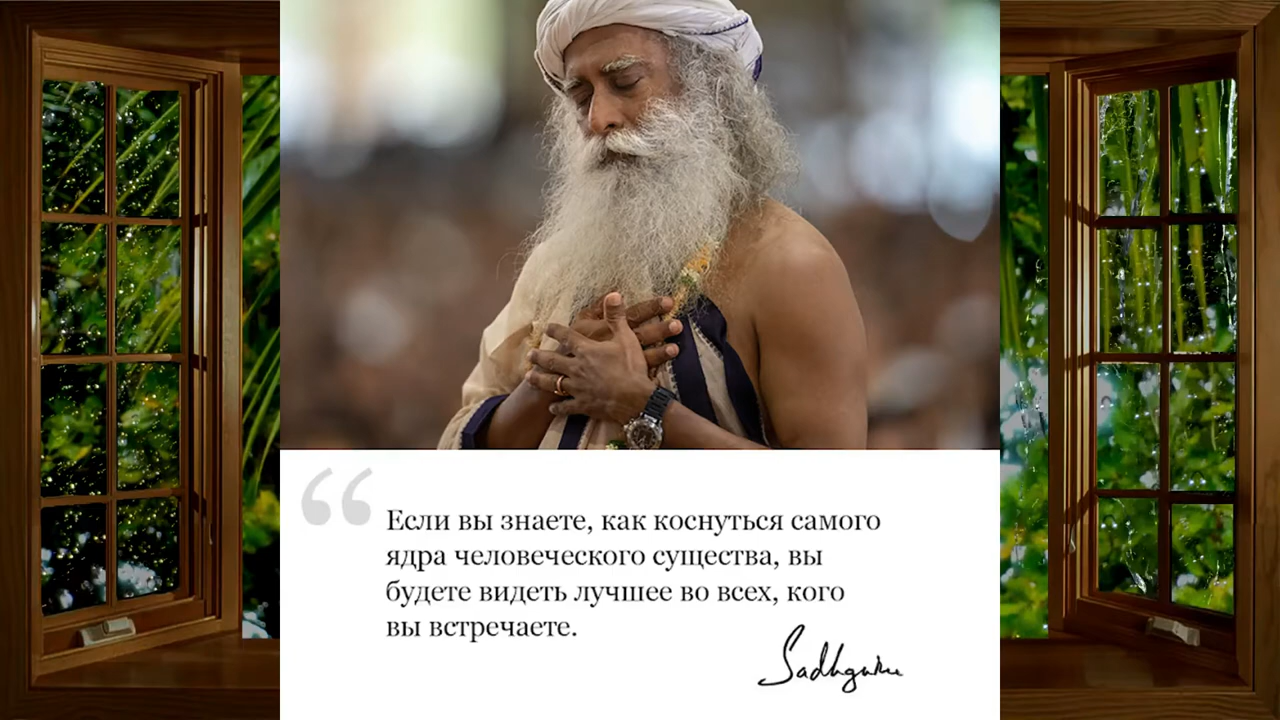 Если вы знаете, как коснуться самого
ядра человеческого существа, вы
будете видеть лучшее во всех, кого
вы встречаете.
Sadhguru